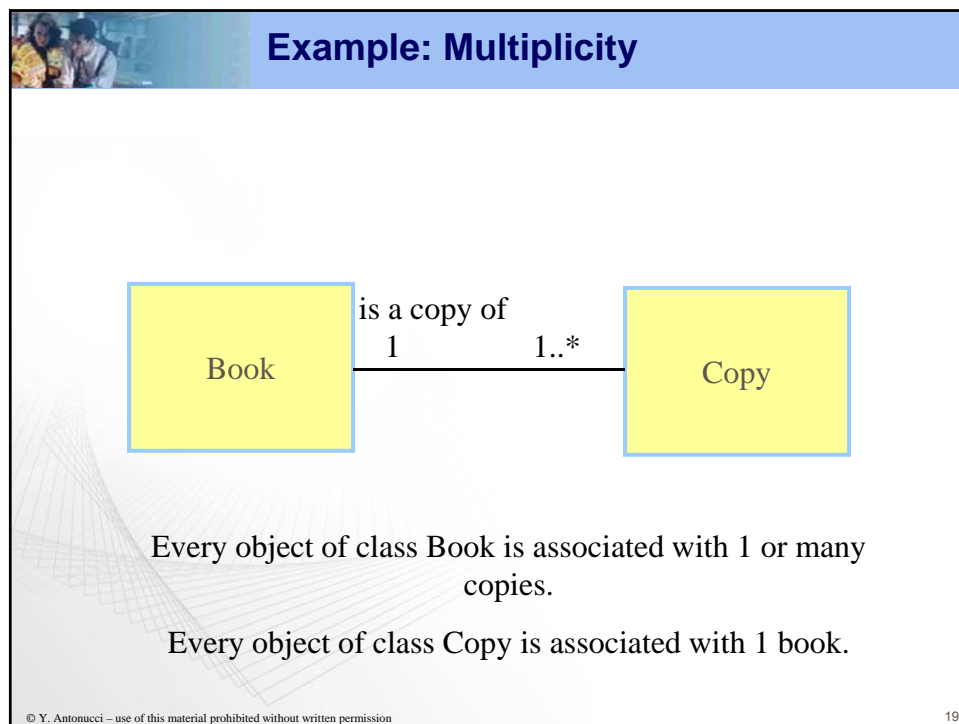 Example: Multiplicity
is a copy of
1 1..*
Book
Copy
Every object of class Book is associated with 1 or many
copies.
Every object of class Copy is associated with 1 book.
© Y. Antonucci – use of this material prohibited without written permission
19